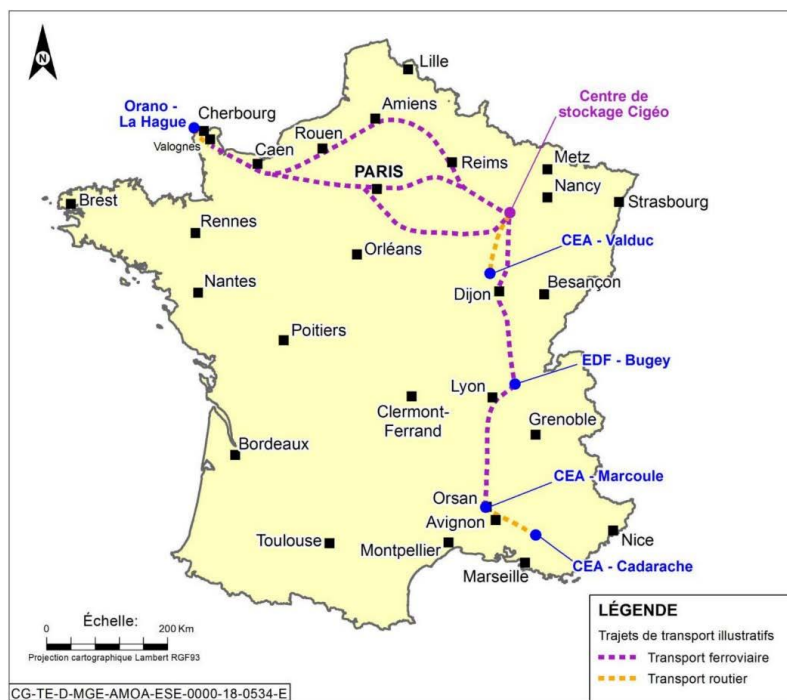 N
Lille
Orano -
La Hague
Cherbourg
Valognes
Amiens
Centre de
stockage Cigéo
Rouen
Caen
Reims
Metz
PARIS
Nancy
Strasbourg
Brest
Rennes
CEA - Valduc
Orléans
Nantes
Dijon
Besançon
Poitiers
EDF - Bugey
Lyon
Clermont-
Ferrand
Grenoble
Bordeaux
CEA - Marcoule
Orsan
Avignon
Toulouse
Montpellier
Nice
Marseille
CEA - Cadarache
Échelle:
0
200 Km
Projection cartographique Lambert RGF93
LÉGENDE
Trajets de transport illustratifs
Transport ferroviaire
Transport routier
CG-TE-D-MGE-AMOA-ESE-0000-18-0534-E